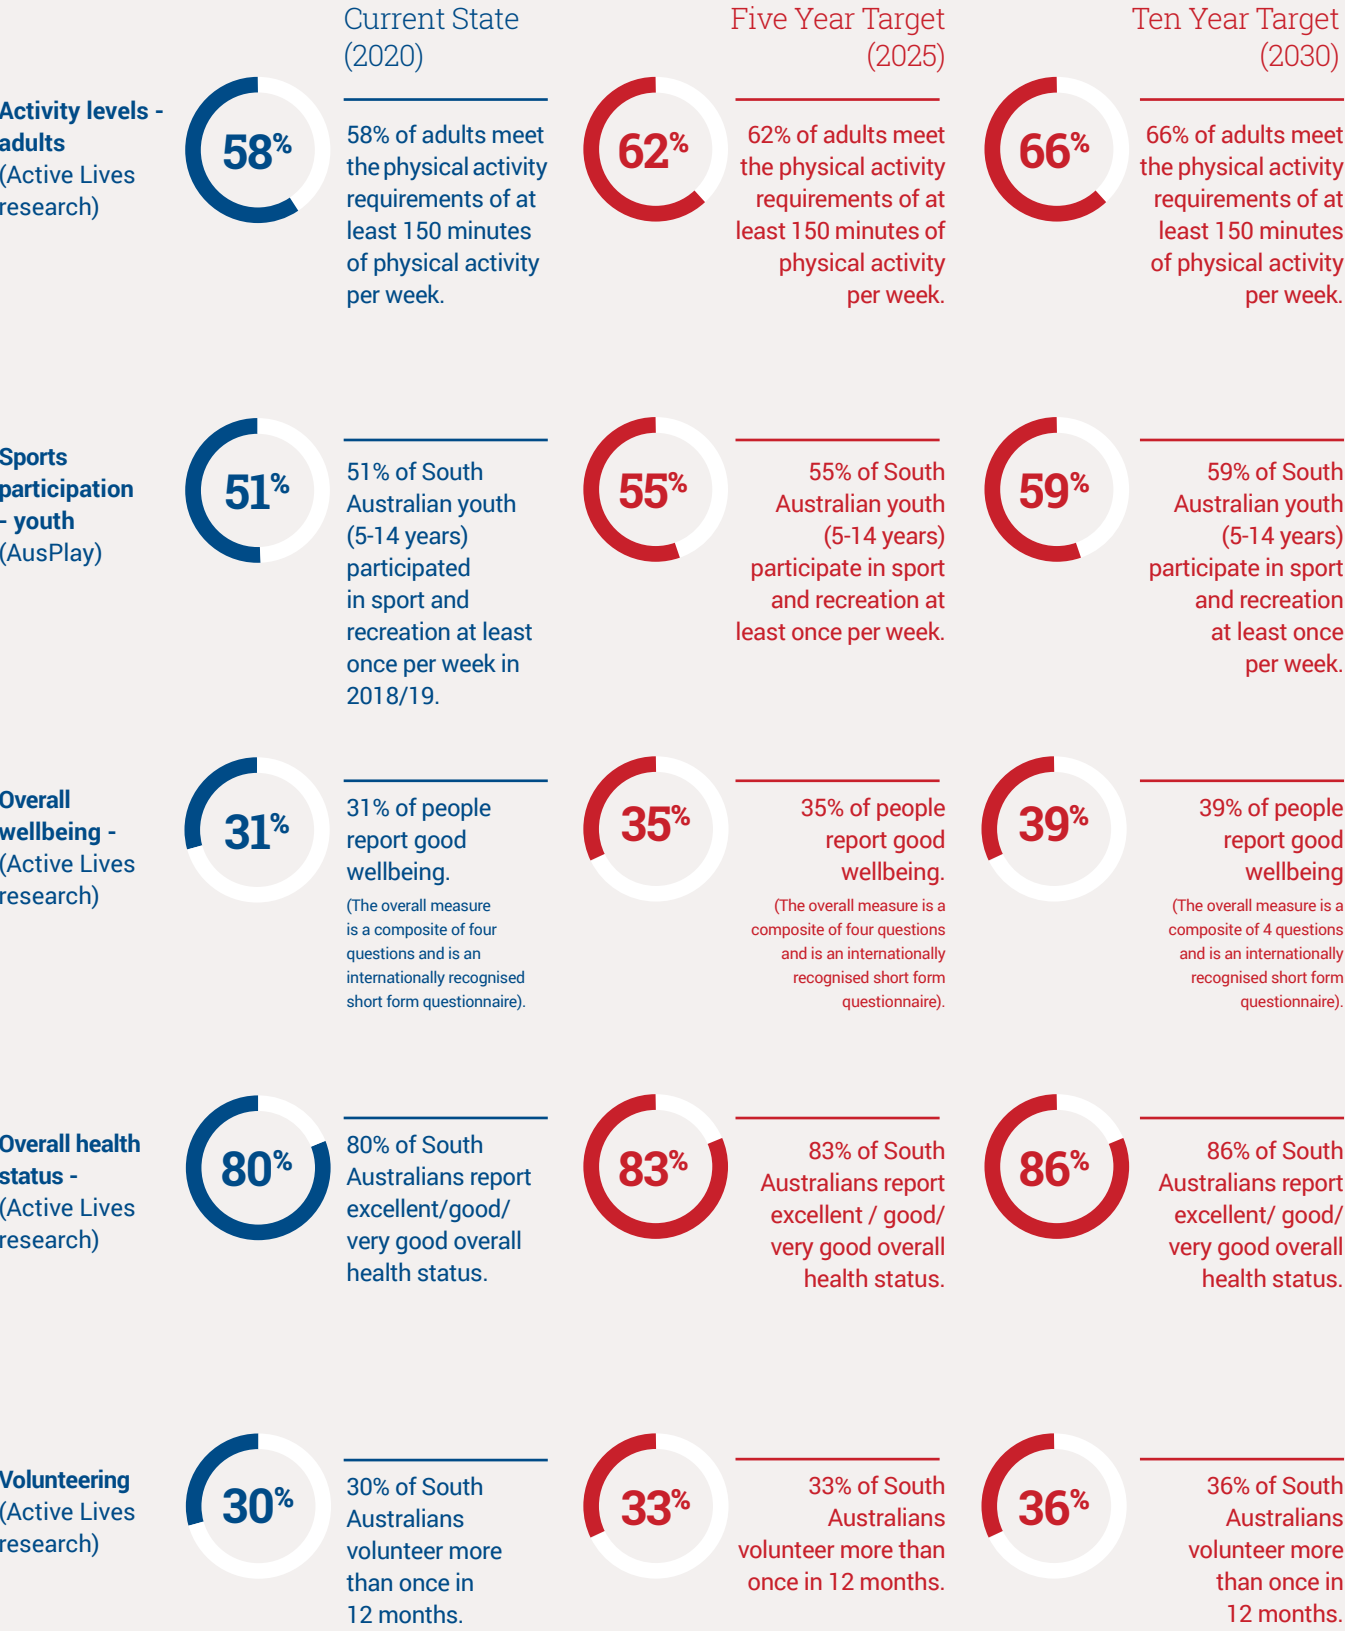 Current State
(2020)
Five Year Target
(2025)
Ten Year Target
(2030)
Activity levels -
adults
(Active Lives
research)
58%
58% of adults meet
the physical activity
requirements of at
least 150 minutes
of physical activity
per week.
62%
62% of adults meet
the physical activity
requirements of at
least 150 minutes of
physical activity
per week.
66%
66% of adults meet
the physical activity
requirements of at
least 150 minutes
of physical activity
per week.
Sports
participation
- youth
(AusPlay)
51%
51% of South
Australian youth
(5-14 years)
participated
in sport and
recreation at least
once per week in
2018/19.
55%
55% of South
Australian youth
(5-14 years)
participate in sport
and recreation at
least once per week.
59%
59% of South
Australian youth
(5-14 years)
participate in sport
and recreation
at least once
per week.
Overall
wellbeing -
(Active Lives
research)
31%
31% of people
report good
wellbeing.
(The overall measure
is a composite of four
questions and is an
internationally recognised
short form questionnaire).
35%
35% of people
report good
wellbeing.
(The overall measure is a
composite of four questions
and is an internationally
recognised short form
questionnaire).
39%
39% of people
report good
wellbeing
(The overall measure is a
composite of 4 questions
and is an internationally
recognised short form
questionnaire).
Overall health
status -
(Active Lives
research)
80%
80% of South
Australians report
excellent/good/
very good overall
health status.
83%
83% of South
Australians report
excellent / good/
very good overall
health status.
86%
86% of South
Australians report
excellent/ good/
very good overall
health status.
Volunteering
(Active Lives
research)
30%
30% of South
Australians
volunteer more
than once in
12 months.
33%
33% of South
Australians
volunteer more than
once in 12 months.
36%
36% of South
Australians
volunteer more
than once in
12 months.